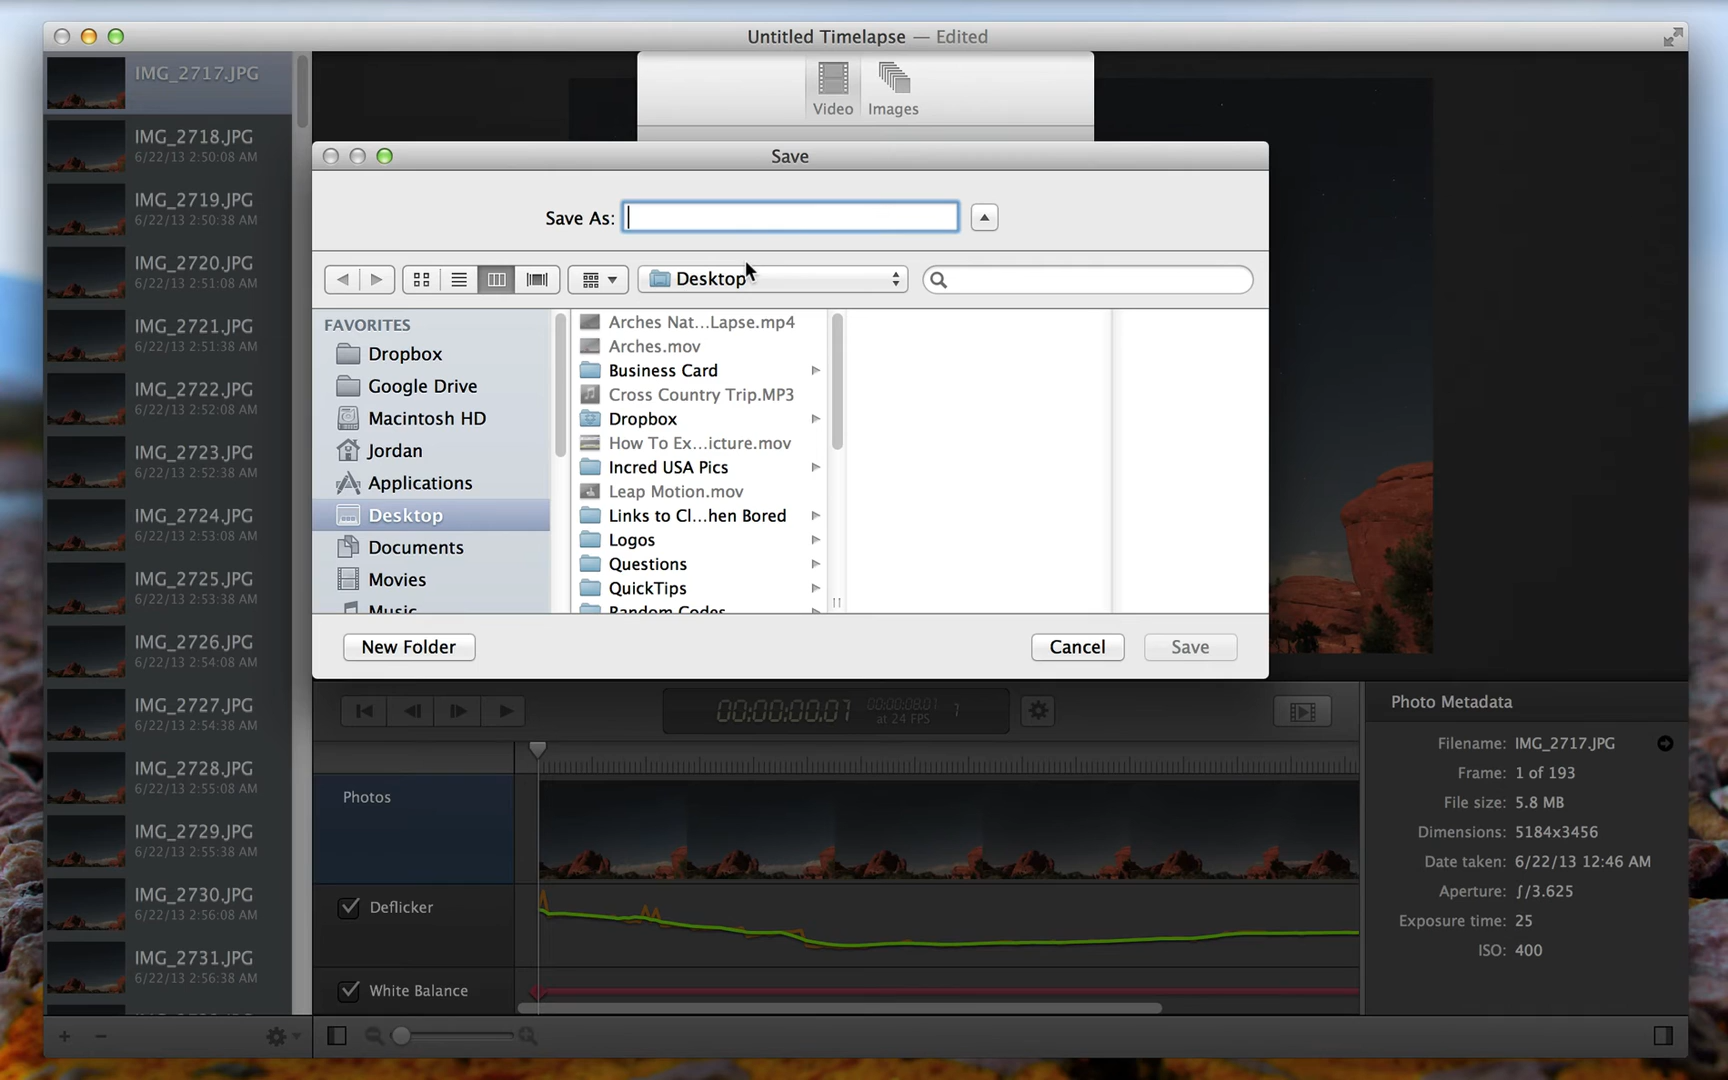 Untitled Timelapse — Edited
IMG_2717.JPG
IMG_2718.JPG
6/22/13 2:50:08 AM
IMG_2719.JPG
6/22/13 2:50:38 AM
IMG_2720.JPG
6/22/13 2:51:08 AM
IMG_2721.JPG
6/22/13 2:51:38 AM
IMG_2722.JPG
6/22/13 2:52:08 AM
IMG_2723.JPG
6/22/13 2:52:38 AM
IMG_2724.JPG
6/22/13 2:53:08 AM
IMG_2725.JPG
6/22/13 2:53:38 AM
IMG_2726.JPG
6/22/13 2:54:08 AM
IMG_2727.JPG
6/22/13 2:54:38 AM
IMG_2728.JPG
6/22/13 2:55:08 AM
IMG_2729.JPG
6/22/13 2:55:38 AM
IMG_2730.JPG
6/22/13 2:56:08 AM
IMG_2731.JPG
6/22/13 2:56:38 AM
Video
Images
Save
Save As:
Desktop
FAVORITES
Dropbox
Google Drive
Macintosh HD
Jordan
Applications
Desktop
Documents
Movies
Music
Arches Nat...Lapse.mp4
Arches.mov
Business Card
Cross Country Trip.MP3
Dropbox
How To Ex...icture.mov
Incred USA Pics
Leap Motion.mov
Links to Cl...hen Bored
Logos
Questions
QuickTips
Random Codes
New Folder
Cancel
Save
00:00:00.01
00:00:08.01
at 24 FPS
1
Photos
Deflicker
White Balance
Photo Metadata
Filename: IMG_2717.JPG
Frame: 1 of 193
File size: 5.8 MB
Dimensions: 5184x3456
Date taken: 6/22/13 12:46 AM
Aperture: ƒ/3.625
Exposure time: 25
ISO: 400